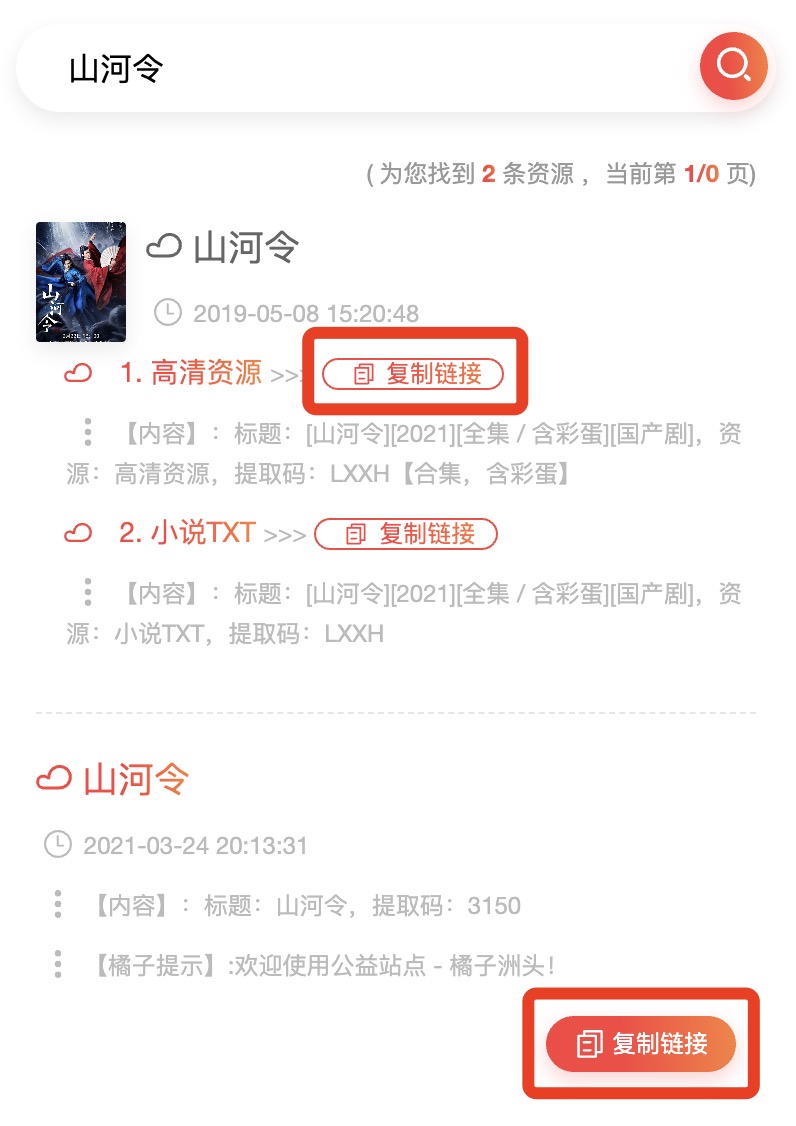 山河令
( 为您找到 2 条资源 ，当前第 1/0 页)
山河令
山河令
2019-05-08 15:20:48
1. 高清资源 >>> 复制链接
【内容】：标题：[山河令][2021][全集 / 含彩蛋][国产剧]，资
源：高清资源，提取码：LXXH【合集，含彩蛋】
2. 小说TXT >>> 复制链接
【内容】：标题：[山河令][2021][全集 / 含彩蛋][国产剧]，资
源：小说TXT，提取码：LXXH
山河令
2021-03-24 20:13:31
【内容】：标题：山河令，提取码：3150
【橘子提示】:欢迎使用公益站点 - 橘子洲头！
复制链接